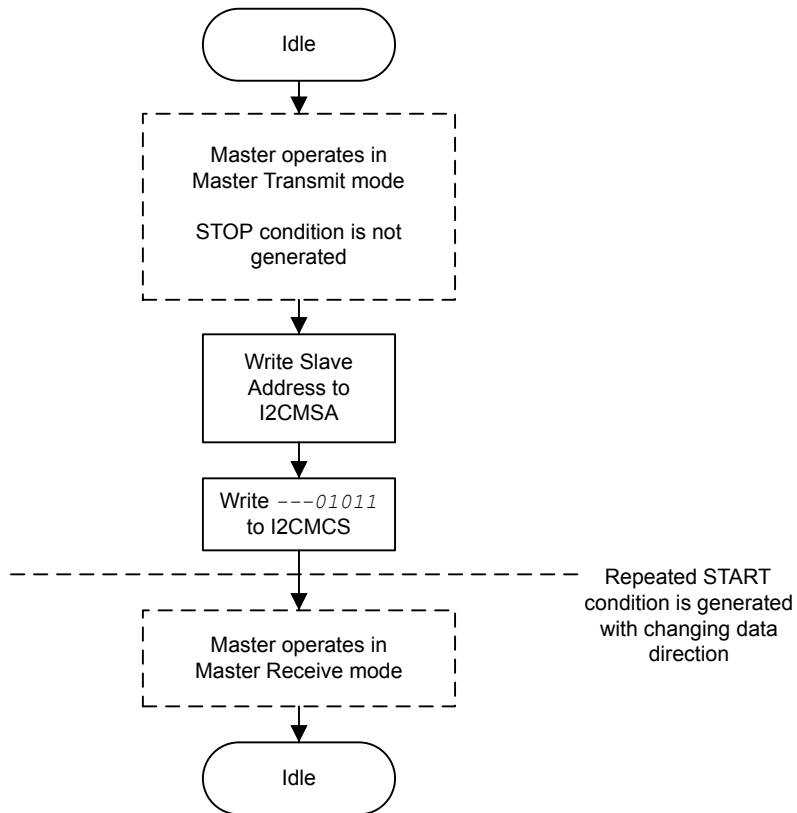 Idle
Master operates in
Master Transmit mode
STOP condition is not
generated
Write Slave
Address to
I2CMSA
Write ---01011
to I2CMCS
Repeated START
condition is generated
with changing data
direction
Master operates in
Master Receive mode
Idle